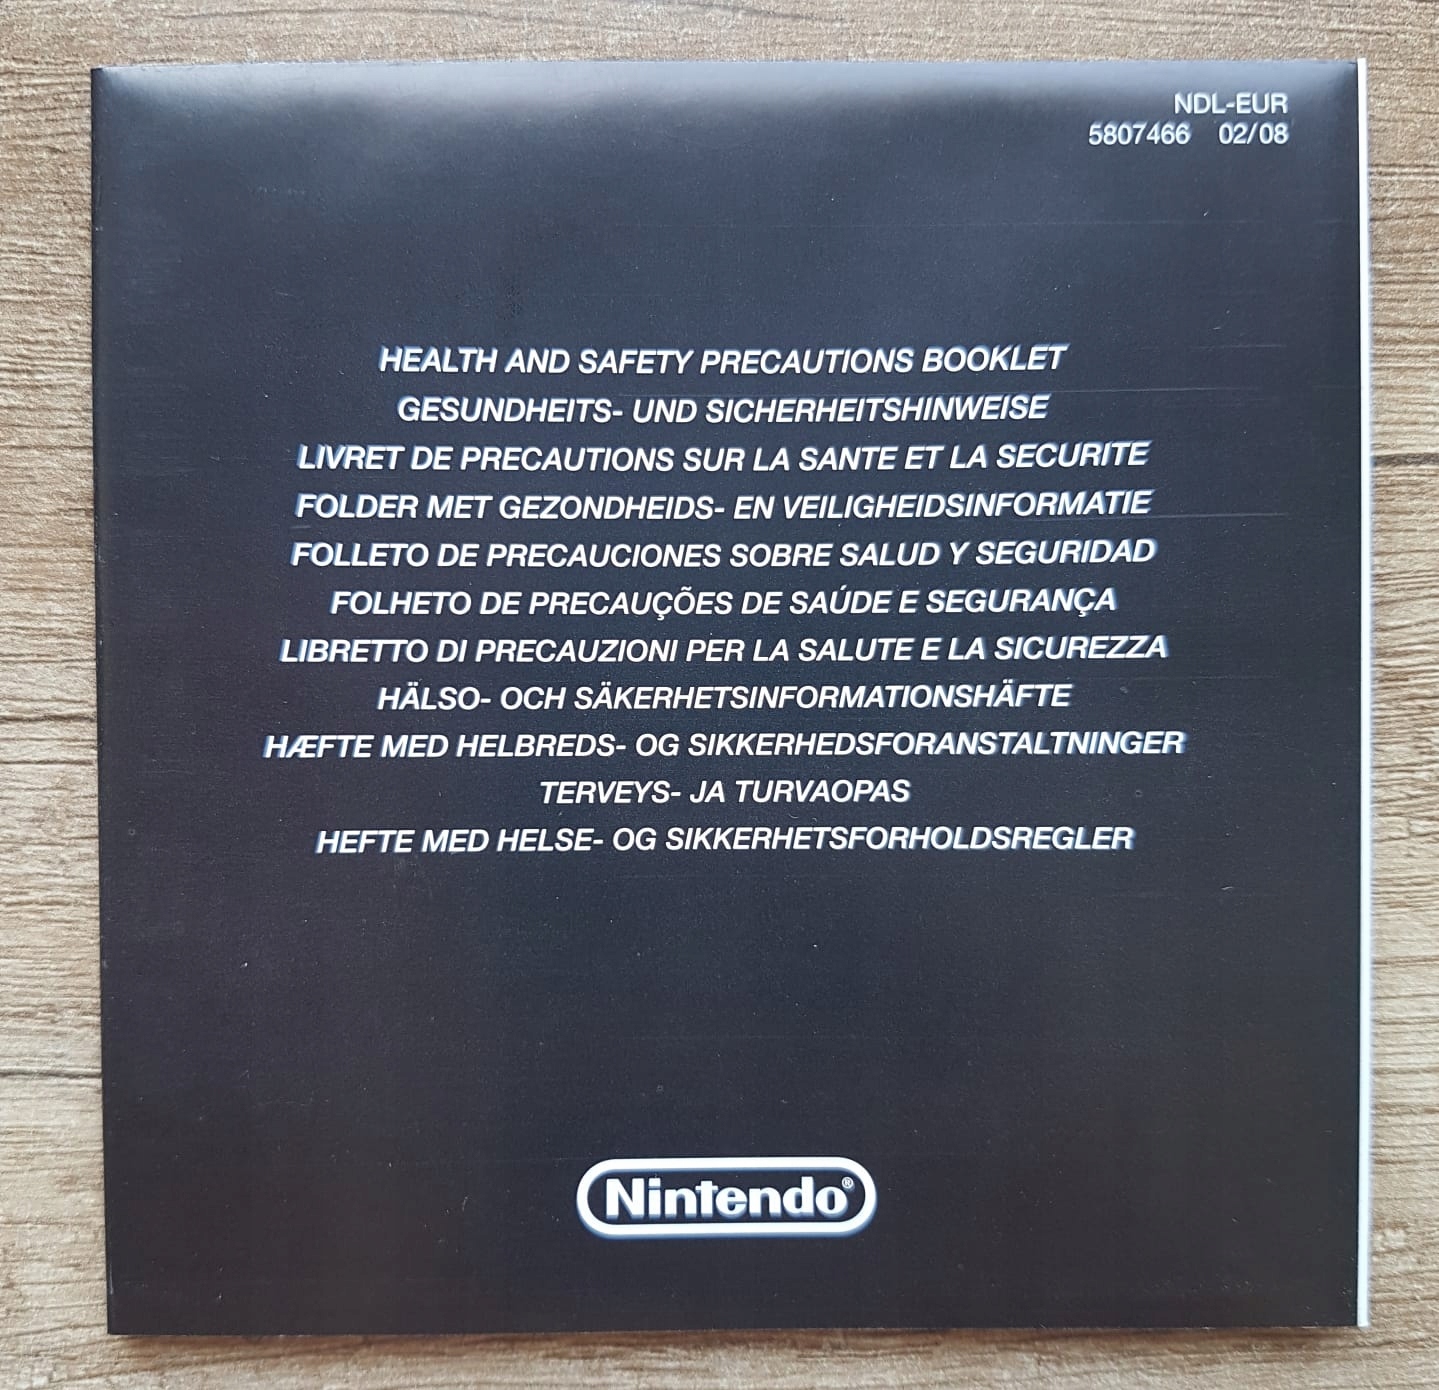 NDL-EUR
5807466 02/08
HEALTH AND SAFETY PRECAUTIONS BOOKLET
GESUNDHEITS- UND SICHERHEITSHINWEISE
LIVRET DE PRECAUTIONS SUR LA SANTE ET LA SECURITE
FOLDER MET GEZONDHEIDS- EN VEILIGHEIDSINFORMATIE
FOLLETO DE PRECAUCIONES SOBRE SALUD Y SEGURIDAD
FOLHETO DE PRECAUÇÕES DE SAÚDE E SEGURANÇA
LIBRETTO DI PRECAUZIONI PER LA SALUTE E LA SICUREZZA
HÄLSO- OCH SÄKERHETSINFORMATIONSHÄFTE
HÆFTE MED HELBREDS- OG SIKKERHEDSFORANSTALTNINGER
TERVEYS- JA TURVAOPAS
HEFTE MED HELSE- OG SIKKERHETSFORHOLDSREGLER
Nintendo®